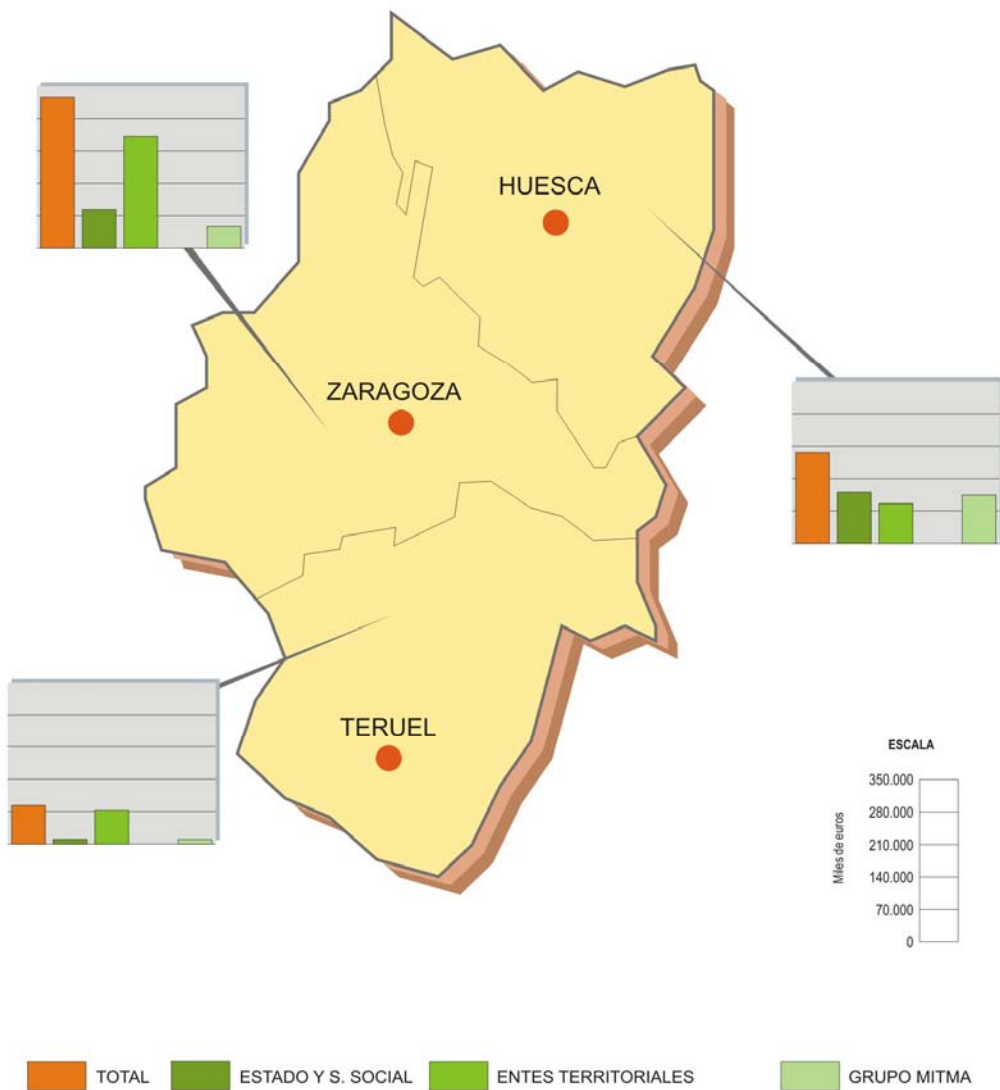 HUESCA
ZARAGOZA
TERUEL
ESCALA
Miles de euros
350.000
280.000
210.000
140.000
70.000
0
TOTAL
ESTADO Y S. SOCIAL
ENTES TERRITORIALES
GRUPO MITMA